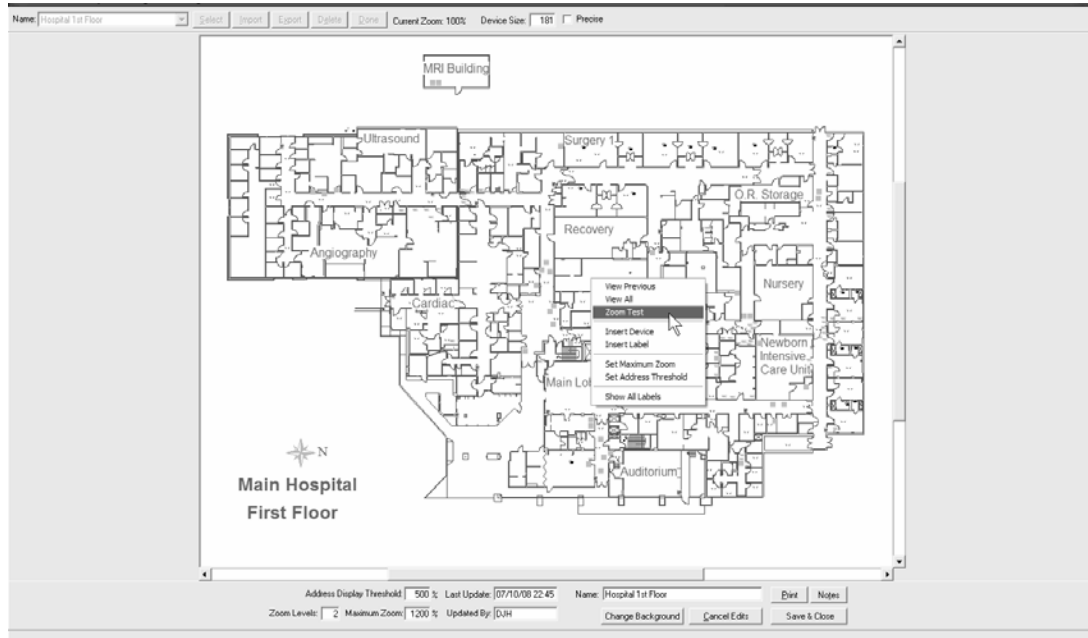 Name: Hospital 1st Floor Select Import Export Delete Done Current Zoom: 100% Device Size: 181 Precise
MRI Building
Ultrasound
Surgery 1
O.R. Storage
Recovery
Angiography
Nursery
Cardiac
View Previous
View All
Zoom Test
Insert Device
Insert Label
Set Maximum Zoom
Set Address Threshold
Show All Labels
Newborn
Intensive
Care Unit
Main Lob
N
Auditorium
Main Hospital
First Floor
Address Display Threshold: 500 % Last Update: 07/10/08 22:45 Name: Hospital 1st Floor Print Notes
Zoom Levels: 2 Maximum Zoom: 1200 % Updated By: DJH Change Background Cancel Edits Save & Close